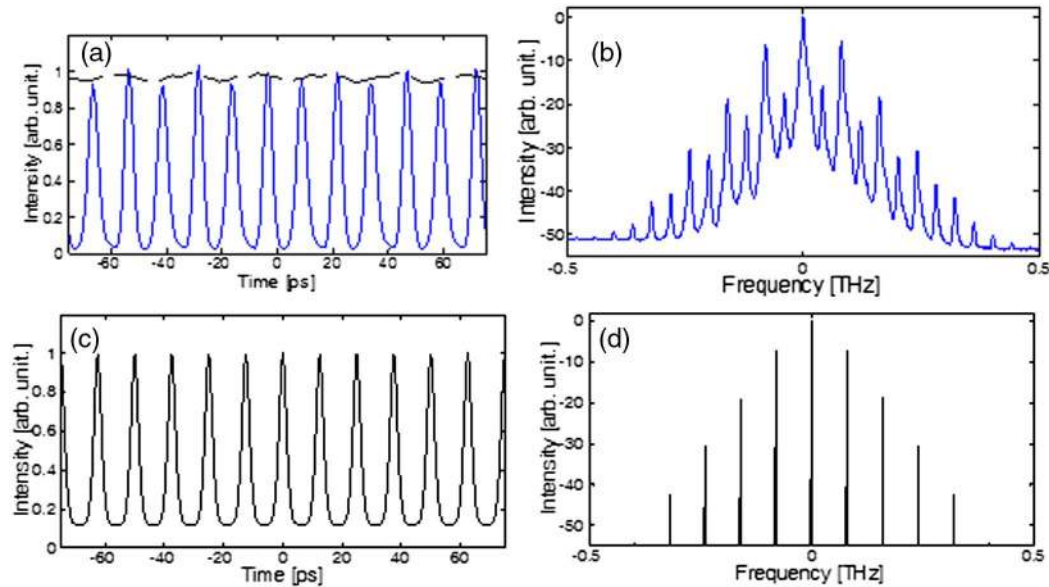 (a)
Intensity [arb. unit.]
1
0.8
0.6
0.4
0.2
0
-60 -40 -20 0 20 40 60
Time [ps]
(b)
Intensity [arb. unit.]
0
-10
-20
-30
-40
-50
-0.5 0 0.5
Frequency [THz]
(c)
Intensity [arb. unit.]
1
0.8
0.6
0.4
0.2
0
-60 -40 -20 0 20 40 60
Time [ps]
(d)
Intensity [arb. unit.]
0
-10
-20
-30
-40
-50
-0.5 0 0.5
Frequency [THz]